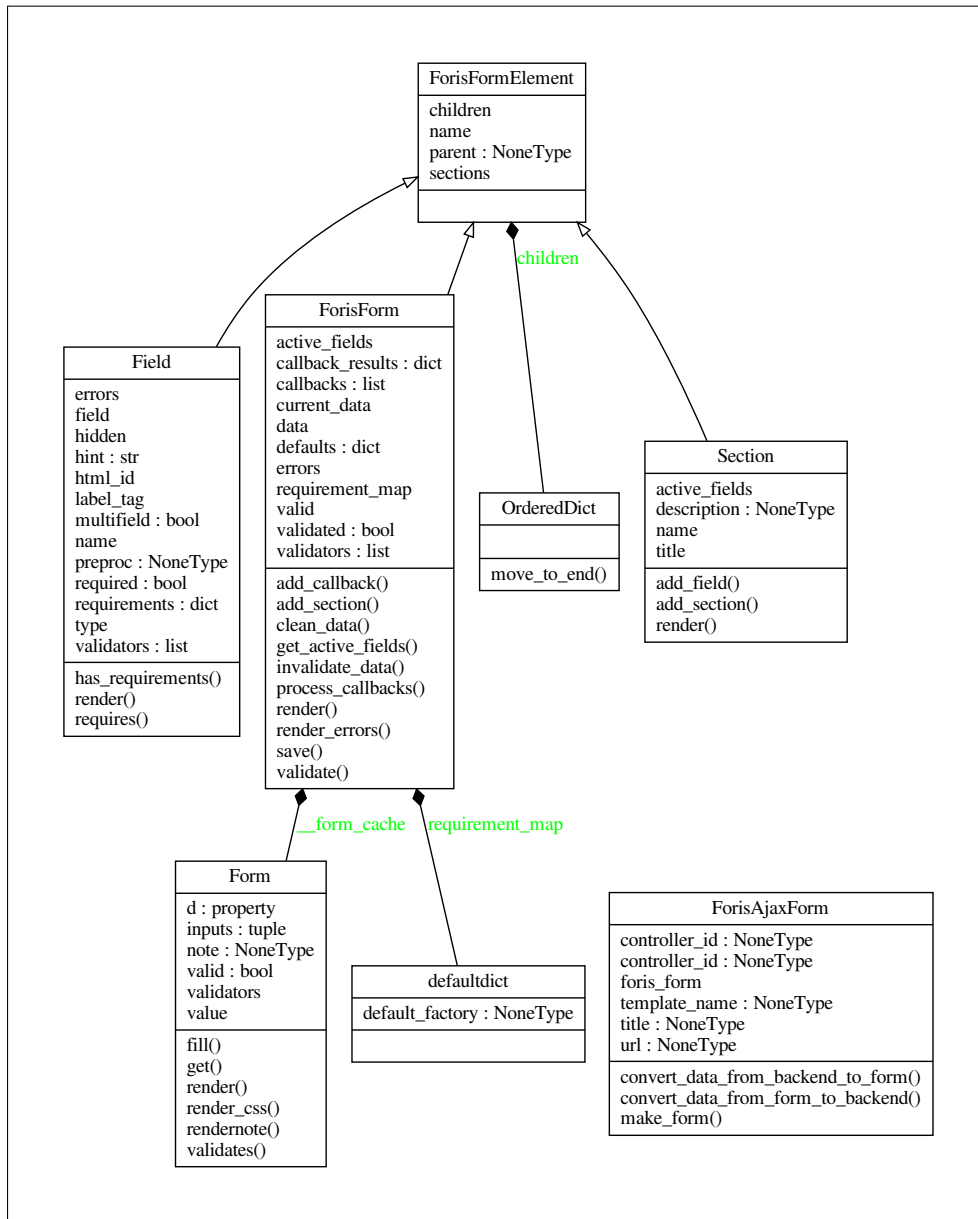 ForisFormElement
children
name
parent : NoneType
sections
children
ForisForm
active_fields
callback_results : dict
callbacks : list
current_data
data
defaults : dict
errors
requirement_map
valid
validated : bool
validators : list
add_callback()
add_section()
clean_data()
get_active_fields()
invalidate_data()
process_callbacks()
render()
render_errors()
save()
validate()
Field
errors
field
hidden
hint : str
html_id
label_tag
multifield : bool
name
preproc : NoneType
required : bool
requirements : dict
type
validators : list
has_requirements()
render()
requires()
OrderedDict
move_to_end()
Section
active_fields
description : NoneType
name
title
add_field()
add_section()
render()
__form_cache
requirement_map
Form
d : property
inputs : tuple
note : NoneType
valid : bool
validators
value
fill()
get()
render()
render_css()
rendernote()
validates()
defaultdict
default_factory : NoneType
ForisAjaxForm
controller_id : NoneType
controller_id : NoneType
foris_form
template_name : NoneType
title : NoneType
url : NoneType
convert_data_from_backend_to_form()
convert_data_from_form_to_backend()
make_form()